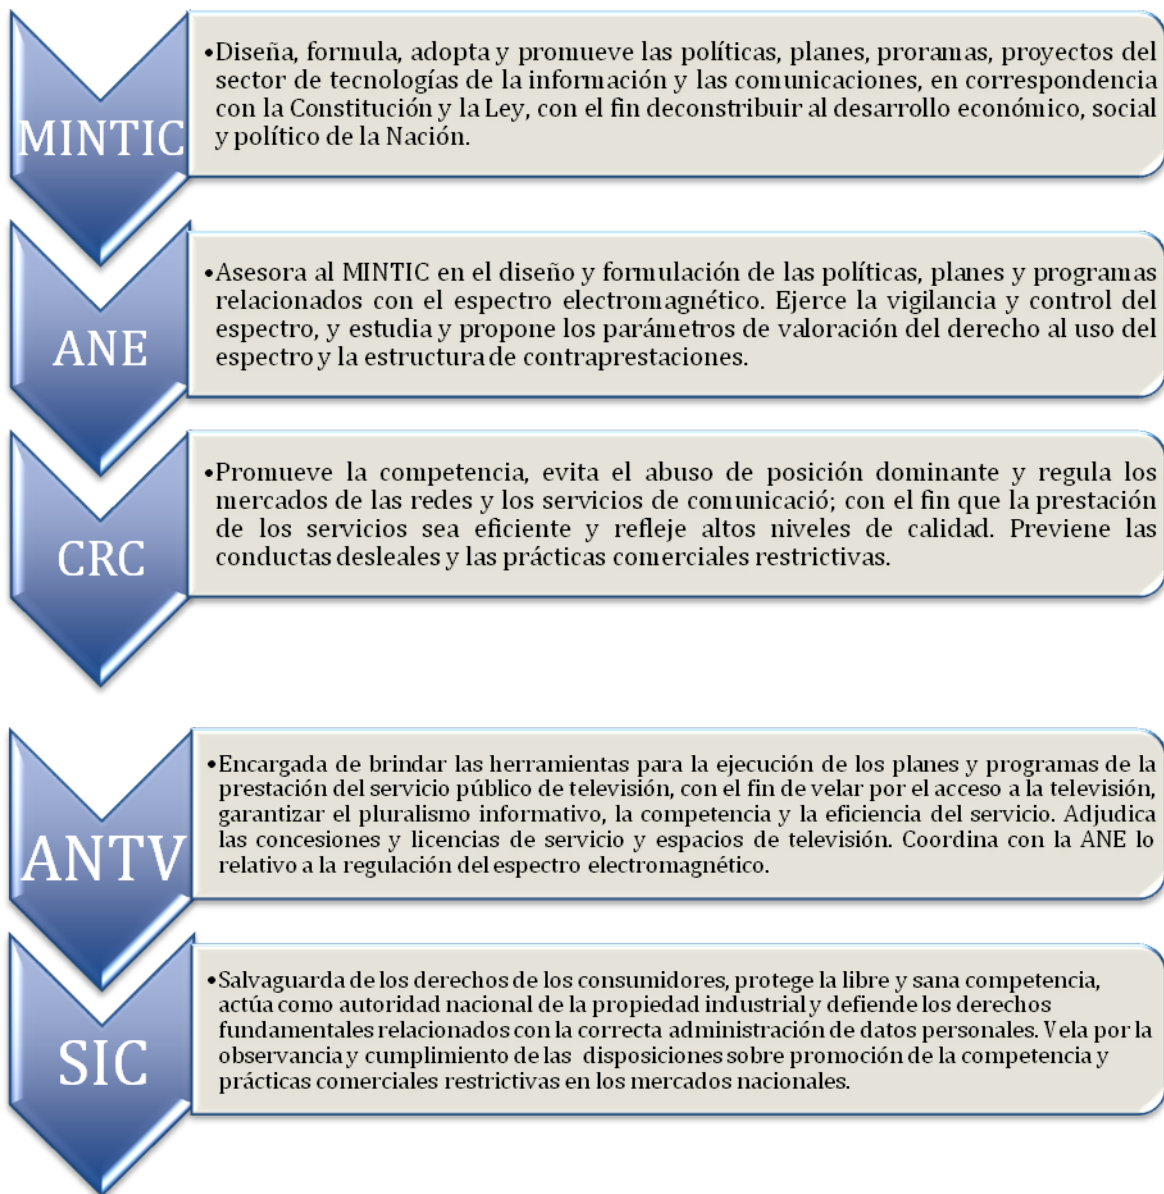 MINTIC
•Diseña, formula, adopta y promueve las políticas, planes, proramas, proyectos del
sector de tecnologías de la información y las comunicaciones, en correspondencia
con la Constitución y la Ley, con el fin deconstribuir al desarrollo económico, social
y político de la Nación.
ANE
•Asesora al MINTIC en el diseño y formulación de las políticas, planes y programas
relacionados con el espectro electromagnético. Ejerce la vigilancia y control del
espectro, y estudia y propone los parámetros de valoración del derecho al uso del
espectro y la estructura de contraprestaciones.
CRC
•Promueve la competencia, evita el abuso de posición dominante y regula los
mercados de las redes y los servicios de comunicació; con el fin que la prestación
de los servicios sea eficiente y refleje altos niveles de calidad. Previene las
conductas desleales y las prácticas comerciales restrictivas.
ANTV
•Encargada de brindar las herramientas para la ejecución de los planes y programas de la
prestación del servicio público de televisión, con el fin de velar por el acceso a la televisión,
garantizar el pluralismo informativo, la competencia y la eficiencia del servicio. Adjudica
las concesiones y licencias de servicio y espacios de televisión. Coordina con la ANE lo
relativo a la regulación del espectro electromagnético.
SIC
•Salvaguarda de los derechos de los consumidores, protege la libre y sana competencia,
actúa como autoridad nacional de la propiedad industrial y defiende los derechos
fundamentales relacionados con la correcta administración de datos personales. Vela por la
observancia y cumplimiento de las disposiciones sobre promoción de la competencia y
prácticas comerciales restrictivas en los mercados nacionales.